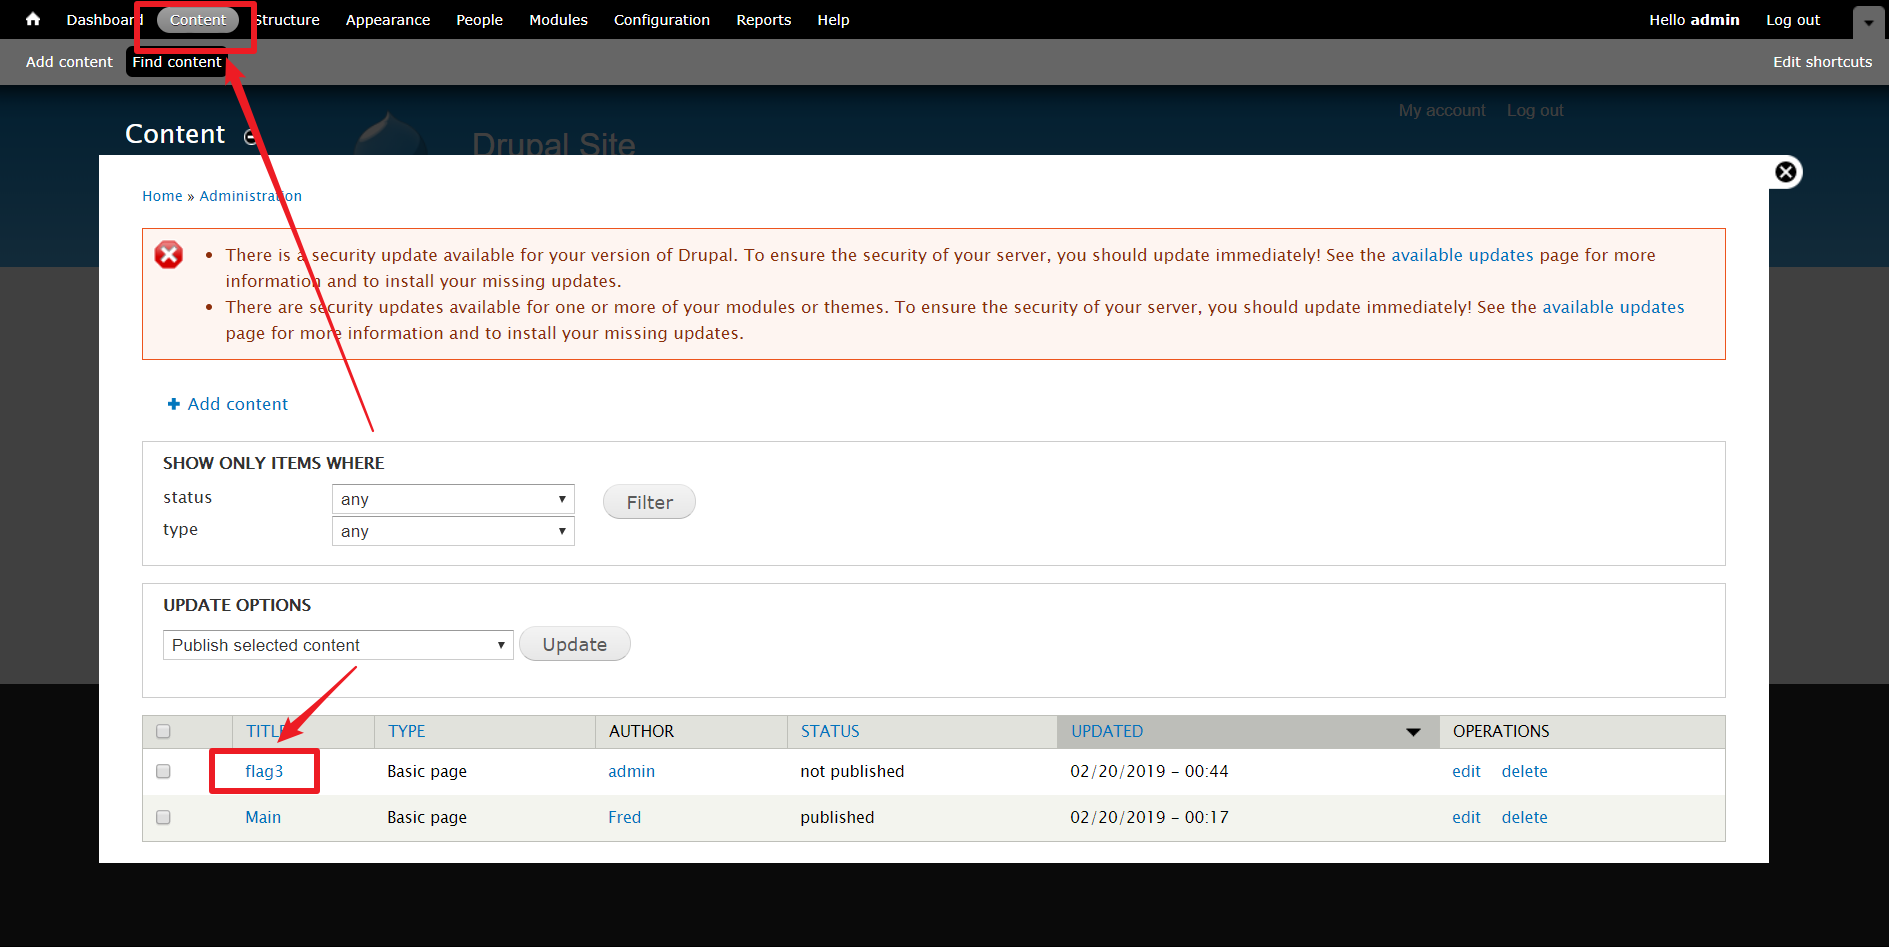 Dashboard Content Structure Appearance People Modules Configuration Reports Help Hello admin Log out
Add content Find content Edit shortcuts
My account Log out
Content
Drupal Site
Home » Administration
There is a security update available for your version of Drupal. To ensure the security of your server, you should update immediately! See the available updates page for more
information and to install your missing updates.
There are security updates available for one or more of your modules or themes. To ensure the security of your server, you should update immediately! See the available updates
page for more information and to install your missing updates.
Add content
SHOW ONLY ITEMS WHERE
status any Filter
type any
UPDATE OPTIONS
Publish selected content Update
TITLE TYPE AUTHOR STATUS UPDATED OPERATIONS
flag3 Basic page admin not published 02/20/2019 - 00:44 edit delete
Main Basic page Fred published 02/20/2019 - 00:17 edit delete